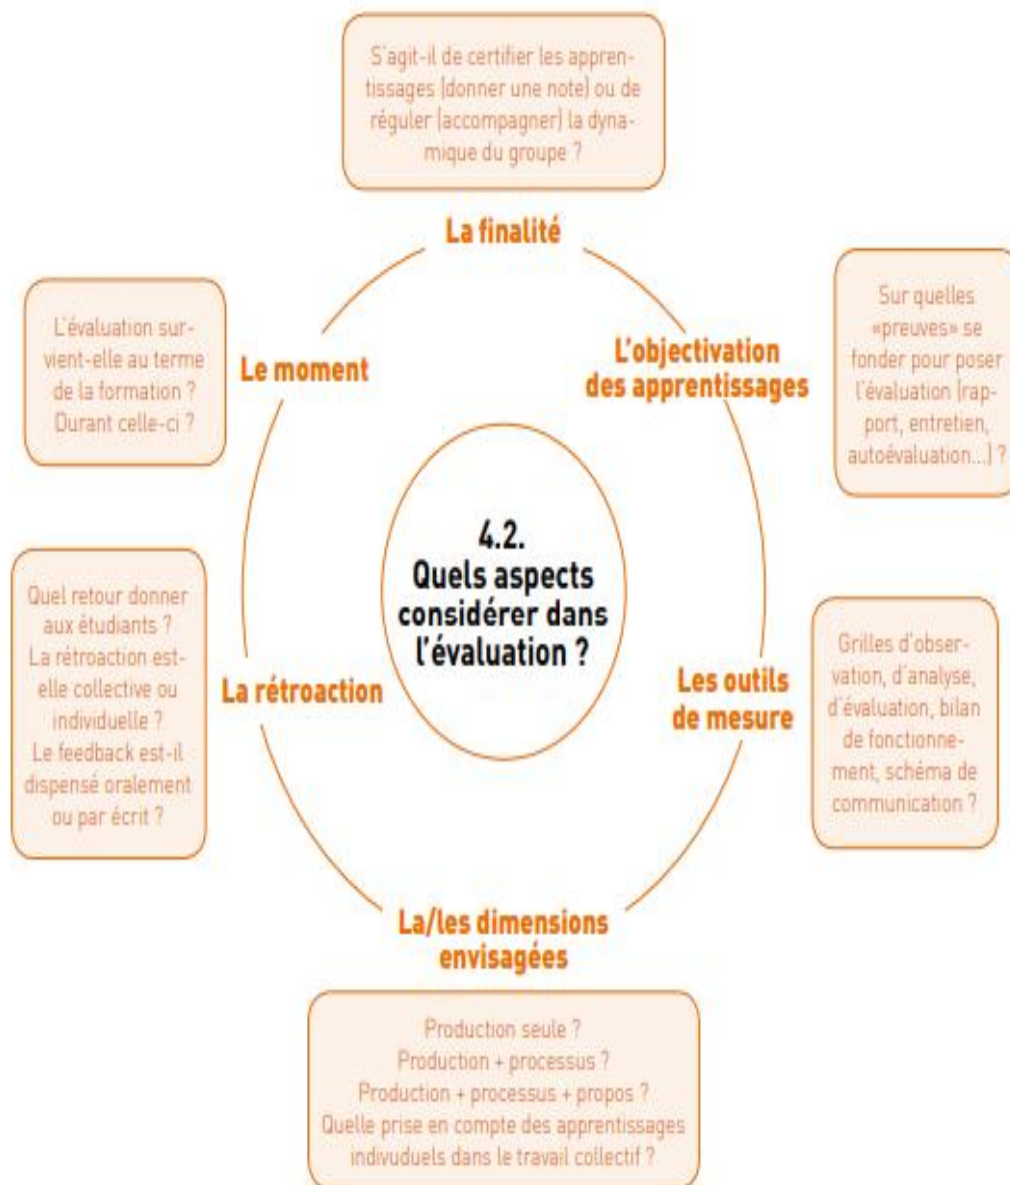 S'agit-il de certifier les appren-
tissages (donner une note) ou de
réguler (accompagner) la dyna-
mique du groupe ?
La finalité
L'objectivation
des apprentissages
Sur quelles
«preuves» se
fonder pour poser
l'évaluation (rap-
port, entretien,
autoévaluation...) ?
Les outils
de mesure
Grilles d'obser-
vation, d'analyse,
d'évaluation, bilan
de fonctionne-
ment, schéma de
communication ?
La/les dimensions
envisagées
Production seule ?
Production + processus ?
Production + processus + propos ?
Quelle prise en compte des apprentissages
indivuduels dans le travail collectif ?
La rétroaction
Quel retour donner
aux étudiants ?
La rétroaction est-
elle collective ou
individuelle ?
Le feedback est-il
dispensé oralement
ou par écrit ?
Le moment
L'évaluation sur-
vient-elle au terme
de la formation ?
Durant celle-ci ?
4.2.
Quels aspects
considérer dans
l'évaluation ?